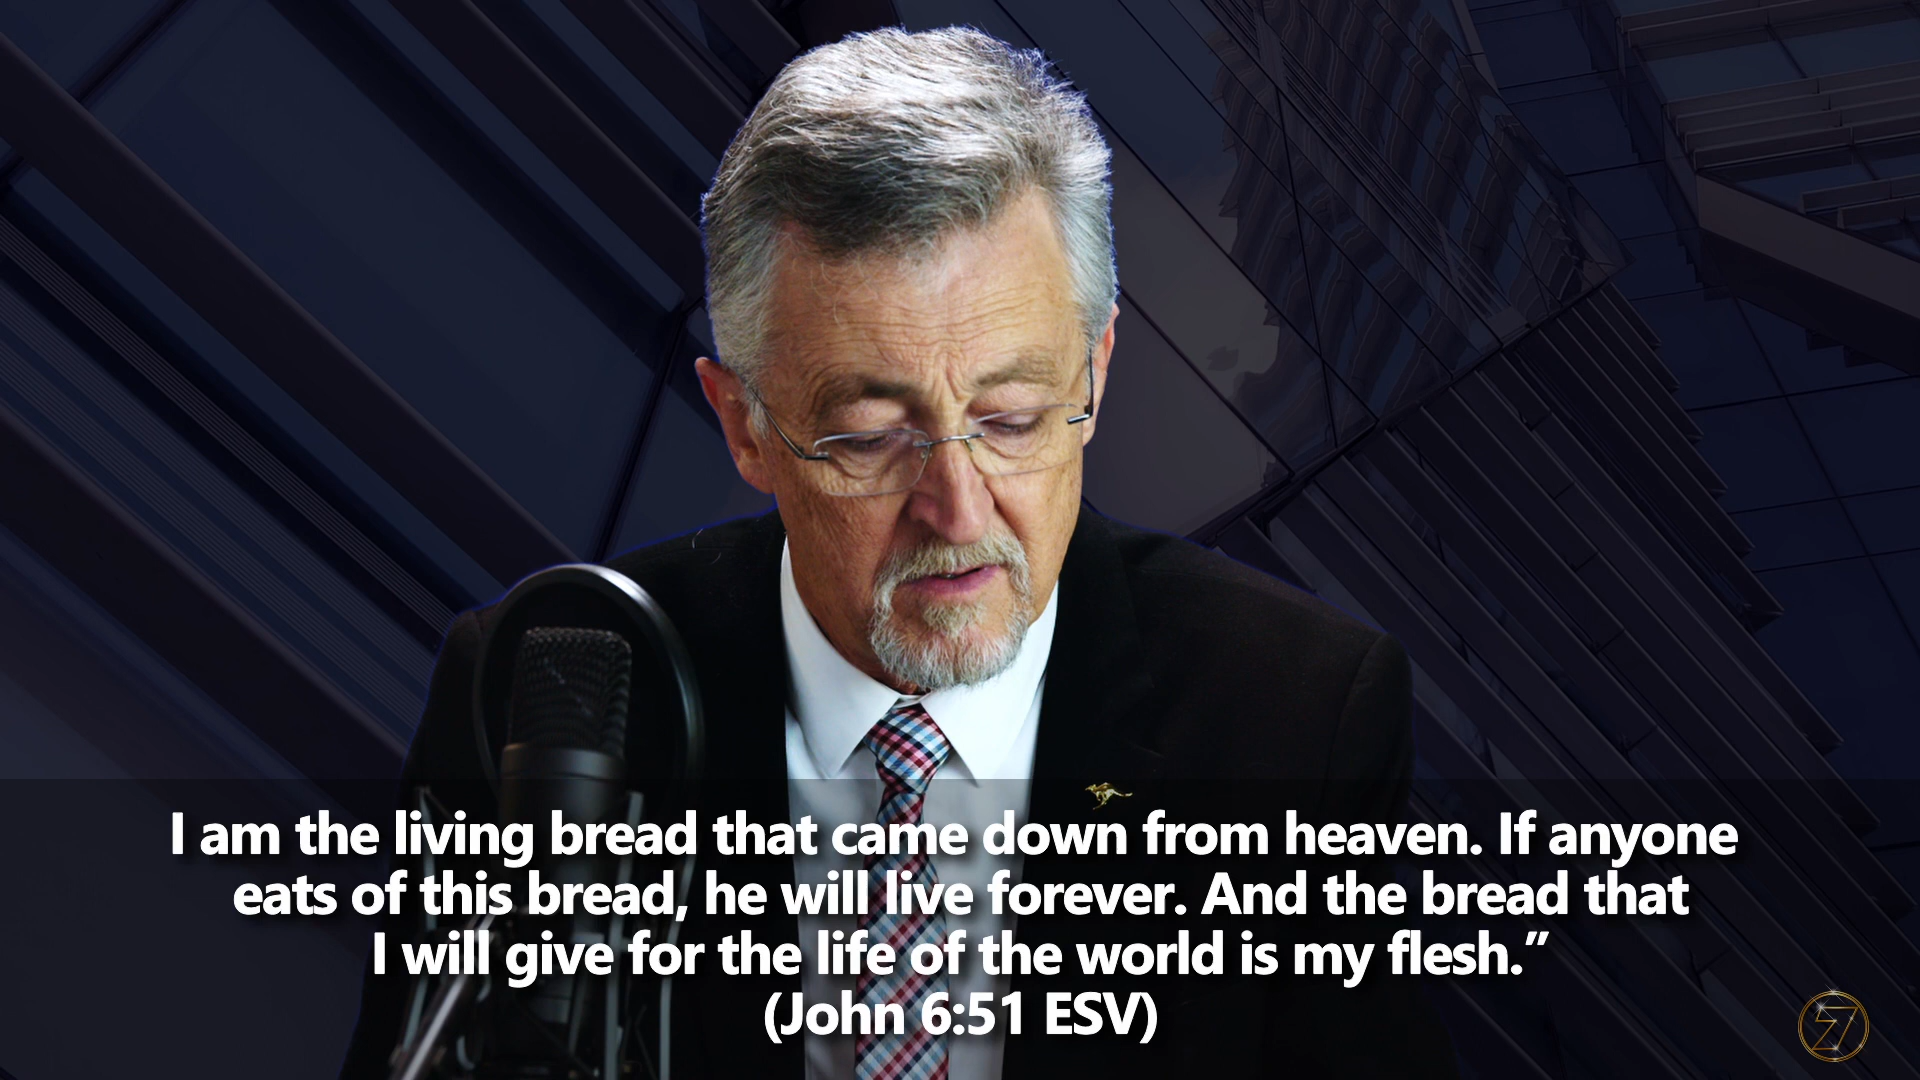 I am the living bread that came down from heaven. If anyone
eats of this bread, he will live forever. And the bread that
I will give for the life of the world is my flesh.”
(John 6:51 ESV)